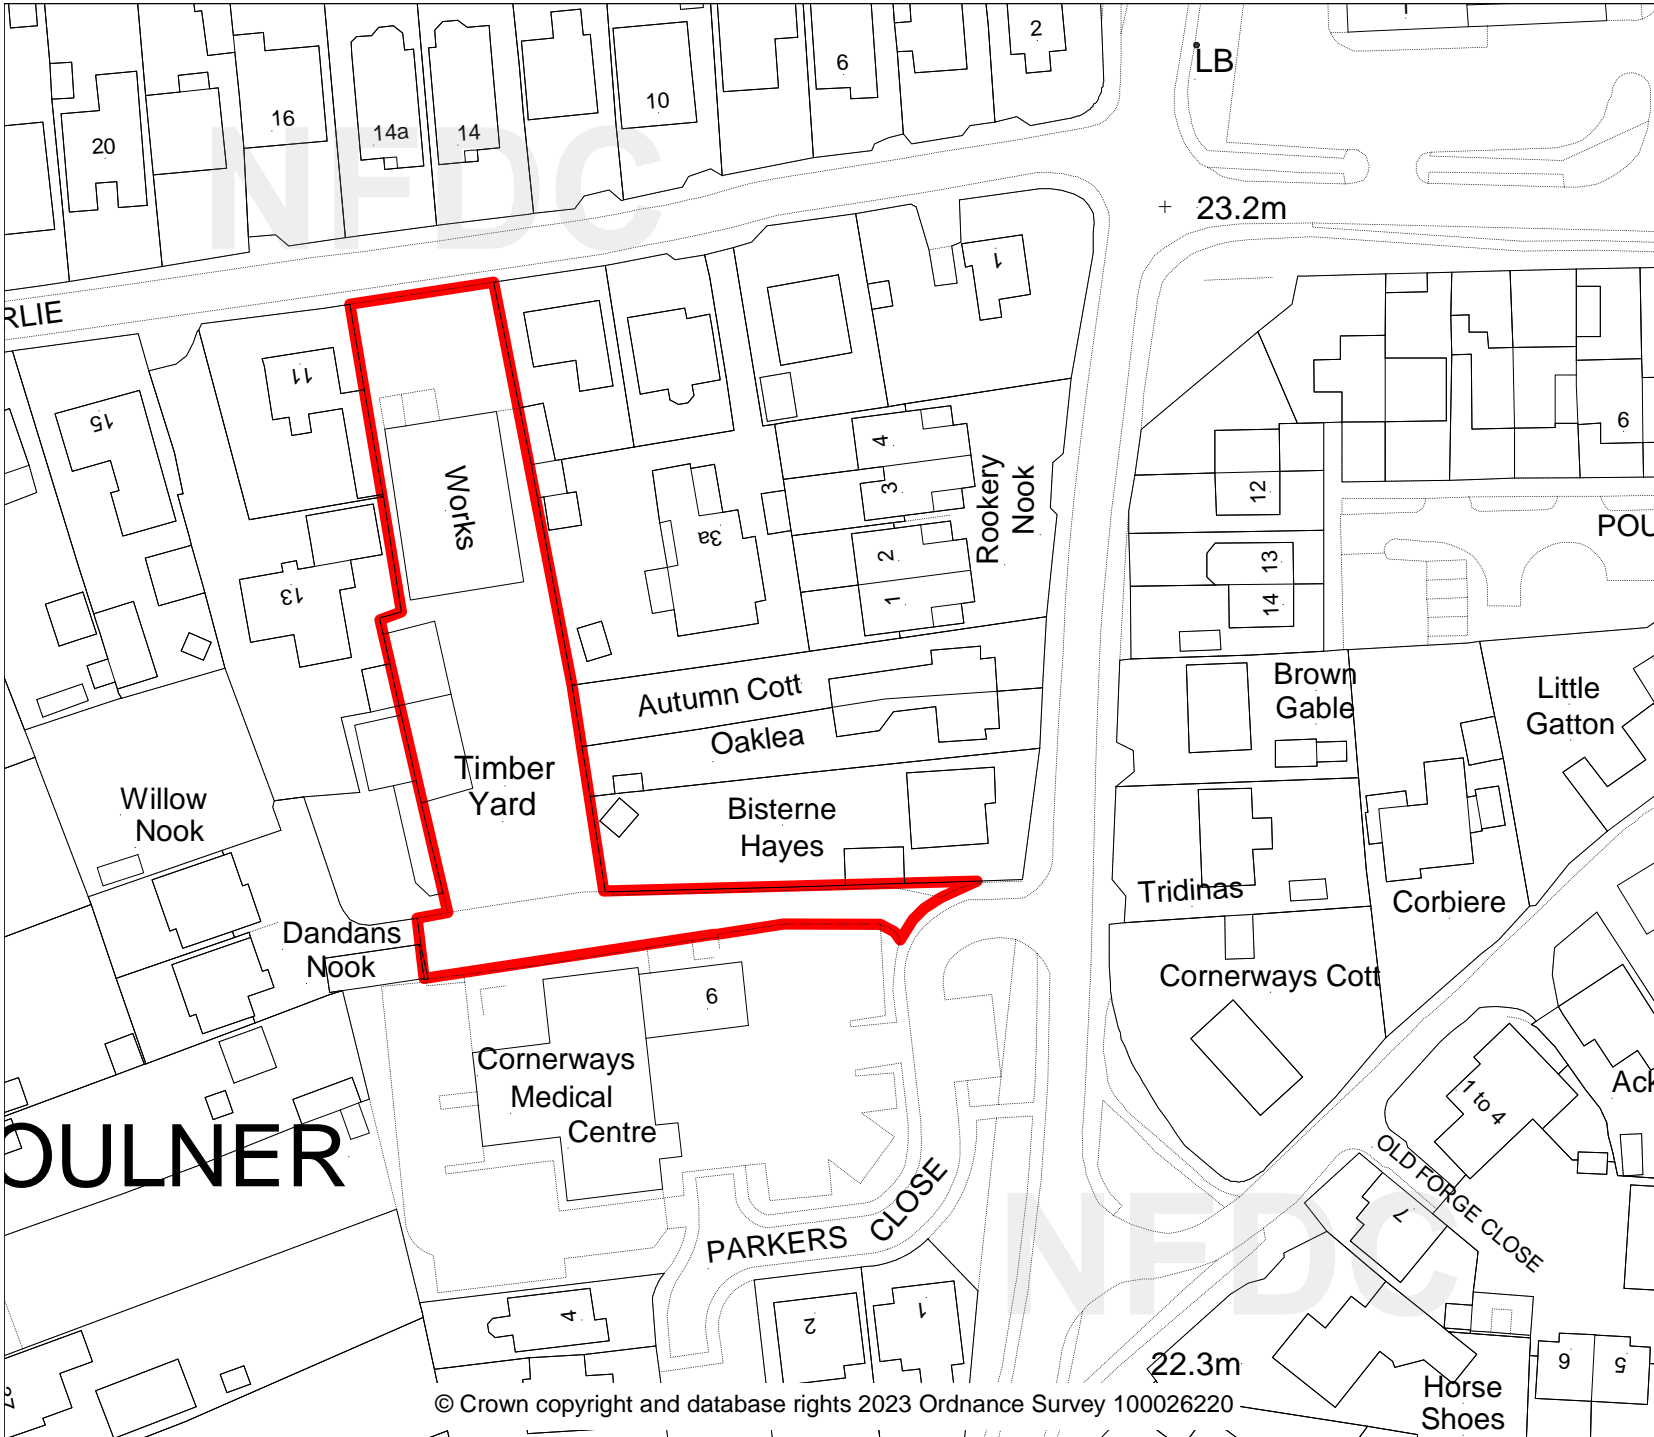 2
LB
6
10
16
14a
14
20
NFDC
23.2m
1
RLIE
11
15
Works
4
3
Rookery
Nook
6
12
3a
2
1
POU
13
14
13
Autumn Cott
Oaklea
Brown
Gable
Little
Gatton
Timber
Yard
Willow
Nook
Bisterne
Hayes
Tridinas
Corbiere
Dandans
Nook
Cornerways Cott
9
Cornerways
Medical
Centre
1 to 4
Ack
OULNER
OLD FORGE CLOSE
7
PARKERS CLOSE
NFDC
4
2
1
22.3m
6
5
27
Horse
Shoes
© Crown copyright and database rights 2023 Ordnance Survey 100026220